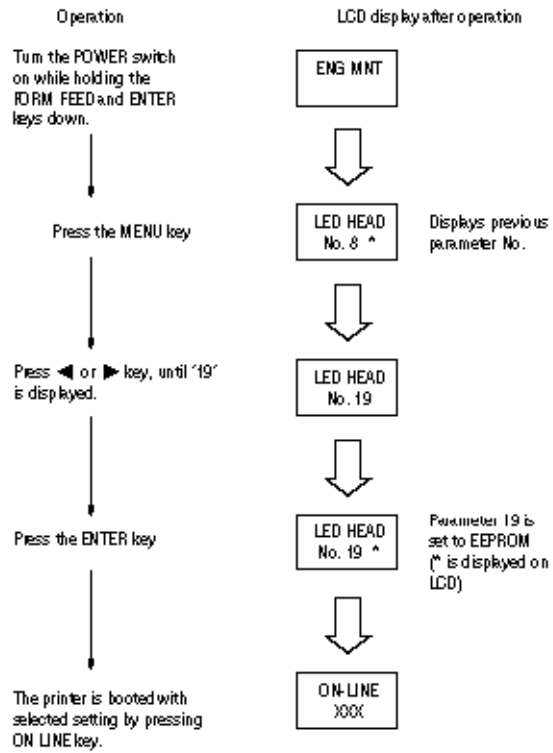 Operation
LCD display after operation
Turn the POWER switch
on while holding the
FORM FEED and ENTER
keys down.
ENG MNT
Press the MENU key
LED HEAD
No. 8 *
Displays previous
parameter No.
Press ◀ or ▶ key, until '19'
is displayed.
LED HEAD
No. 19
Press the ENTER key
LED HEAD
No. 19 *
Parameter 19 is
set to EEPROM
(* is displayed on
LCD)
The printer is booted with
selected setting by pressing
ON LINE key.
ON-LINE
XXX